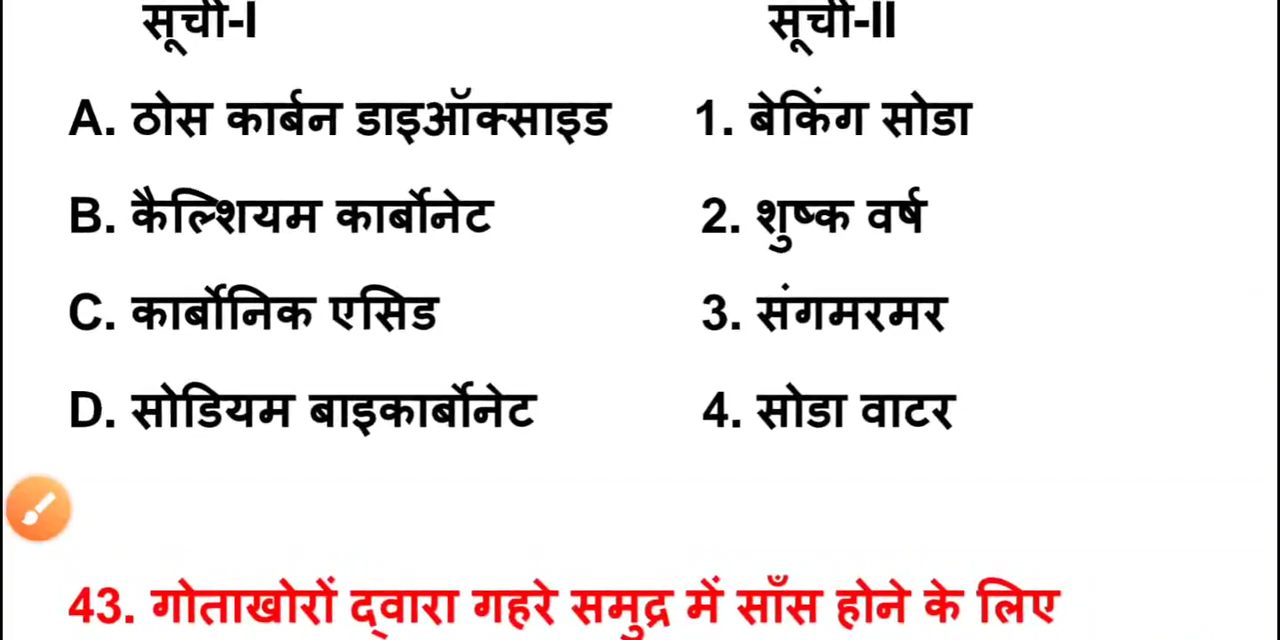 सूची-I सूची-II
A. ठोस कार्बन डाइऑक्साइड 1. बेकिंग सोडा
B. कैल्शियम कार्बोनेट 2. शुष्क वर्ष
C. कार्बोनिक एसिड 3. संगमरमर
D. सोडियम बाइकार्बोनेट 4. सोडा वाटर
43. गोताखोरों द्वारा गहरे समुद्र में साँस होने के लिए